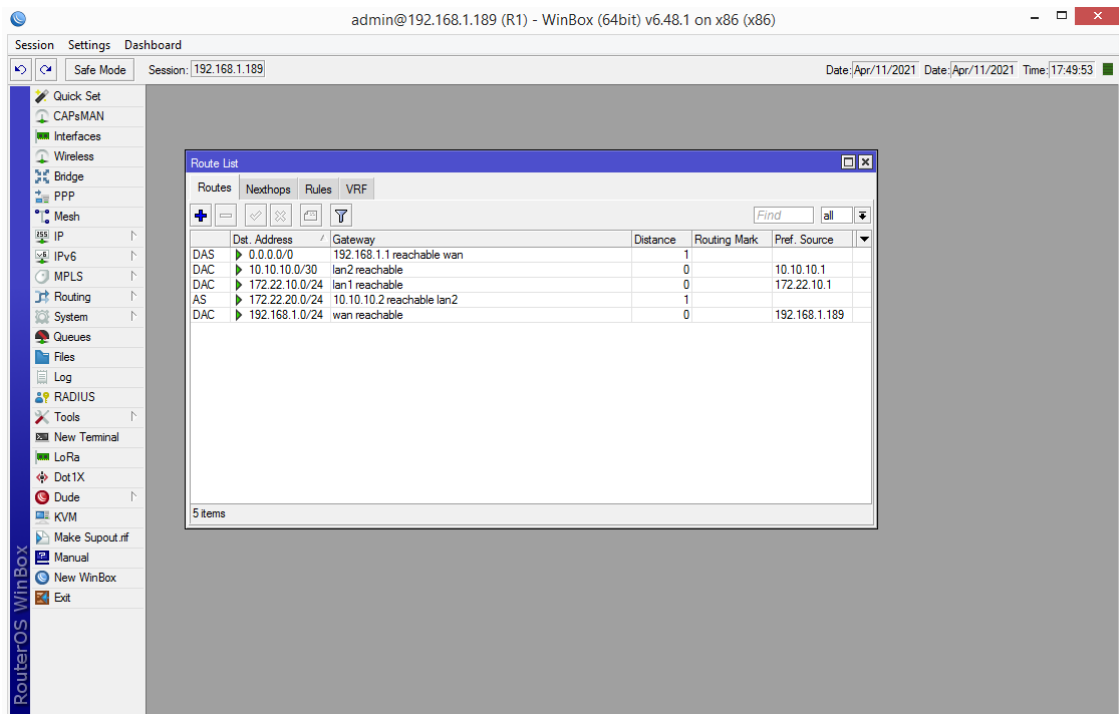 admin@192.168.1.189 (R1) - WinBox (64bit) v6.48.1 on x86 (x86)
Session Settings Dashboard
Safe Mode Session: 192.168.1.189 Date: Apr/11/2021 Date: Apr/11/2021 Time: 17:49:53
Quick Set
CAPsMAN
Interfaces
Wireless
Bridge
PPP
Mesh
255 IP
v6 IPv6
MPLS
Routing
System
Queues
Files
Log
RADIUS
Tools
New Terminal
LoRa
Dot1X
Dude
KVM
Make Supout.rif
Manual
New WinBox
Exit
RouterOS WinBox
Route List
Routes Nexthops Rules VRF
Find all
Dst. Address / Gateway Distance Routing Mark Pref. Source
DAS 0.0.0.0/0 192.168.1.1 reachable wan 1
DAC 10.10.10.0/30 lan2 reachable 0 10.10.10.1
DAC 172.22.10.0/24 lan1 reachable 0 172.22.10.1
AS 172.22.20.0/24 10.10.10.2 reachable lan2 1
DAC 192.168.1.0/24 wan reachable 0 192.168.1.189
5 items